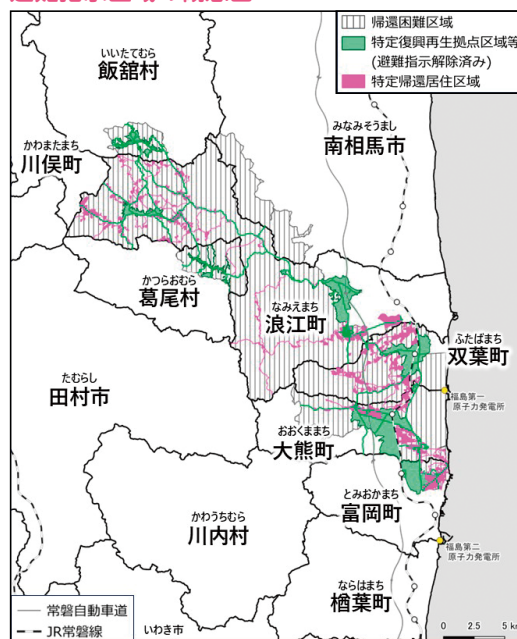 帰還困難区域
特定復興再生拠点区域等
(避難指示解除済み)
特定帰還居住区域
いいたてむら
飯舘村
みなみそうまし
南相馬市
かわまたまち
川俣町
かつらおむら
葛尾村
なみえまち
浪江町
ふたばまち
双葉町
たむらし
田村市
福島第一
原子力発電所
おおくままち
大熊町
とみおかまち
富岡町
かわうちむら
川内村
福島第二
原子力発電所
ならはまち
楢葉町
常磐自動車道
JR常磐線
いわき市
0 2.5 5 k